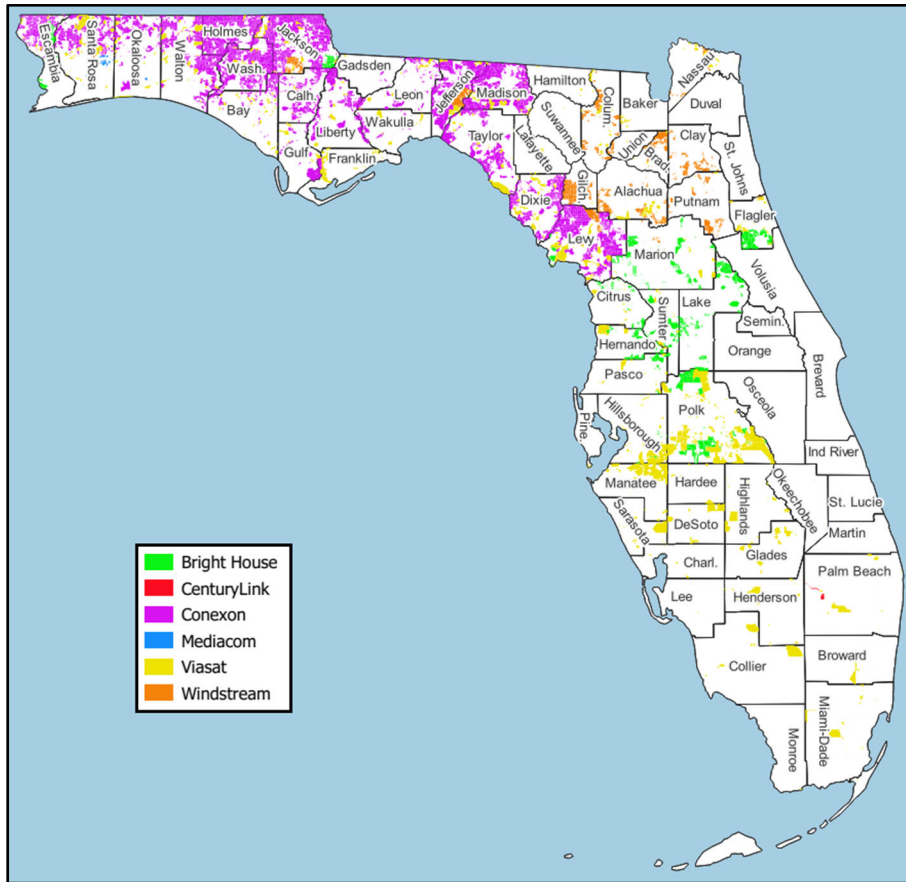 Escambia
Santa Rosa
Okaloosa
Walton
Holmes
Wash.
Bay
Jackson
Calh.
Gulf
Gadsden
Liberty
Franklin
Leon
Wakulla
Jefferson
Madison
Taylor
Hamilton
Suwannee
Lafayette
Dixie
Colum.
Gilch.
Levy
Baker
Union
Brad.
Alachua
Nassau
Duval
Clay
St. Johns
Putnam
Flagler
Marion
Volusia
Citrus
Sumter
Lake
Semin.
Hernando
Orange
Pasco
Brevard
Osceola
Pine.
Hillsborough
Polk
Ind River
Manatee
Hardee
Highlands
Okeechobee
St. Lucie
Sarasota
DeSoto
Martin
Charl.
Glades
Palm Beach
Lee
Henderson
Collier
Broward
Monroe
Miami-Dade
Bright House
CenturyLink
Conexon
Mediacom
Viasat
Windstream